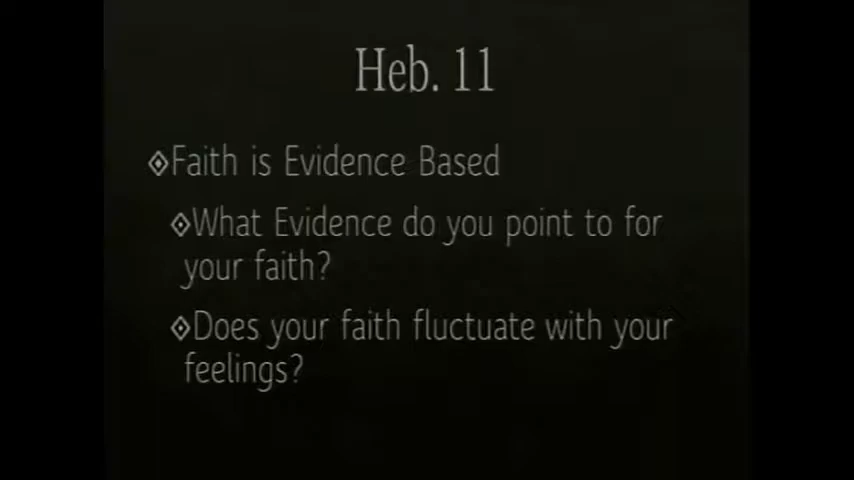 Heb. 11
Faith is Evidence Based
What Evidence do you point to for
your faith?
Does your faith fluctuate with your
feelings?